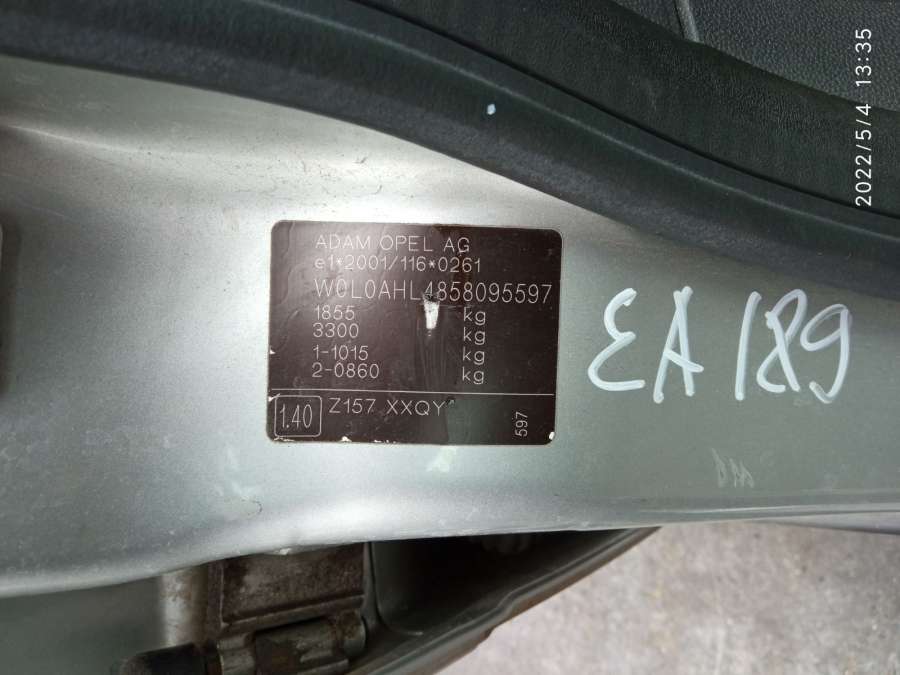 ADAM OPEL AG
e1*2001/116*0261
W0L0AHL4858095597
1855 kg
3300 kg
1-1015 kg
2-0860 kg
1.40 Z157 XXQY
597
EA 189
2022/5/4 13:35